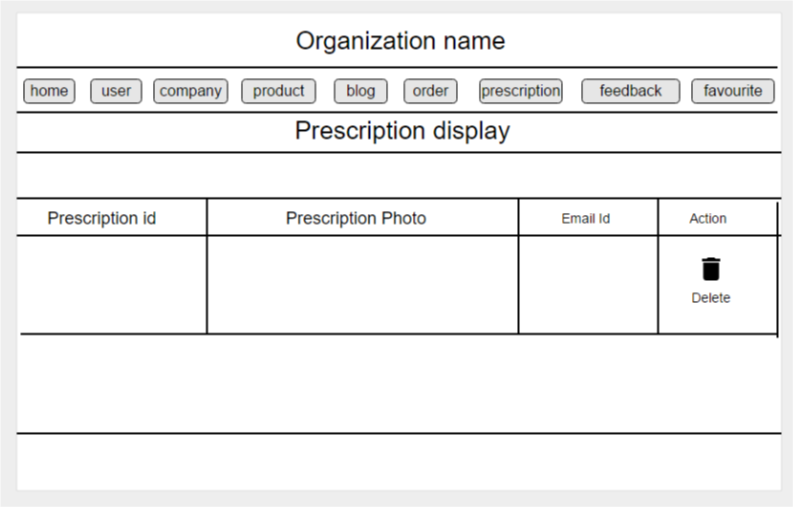 Organization name
home user company product blog order prescription feedback favourite
Prescription display
Prescription id Prescription Photo Email Id Action
Delete